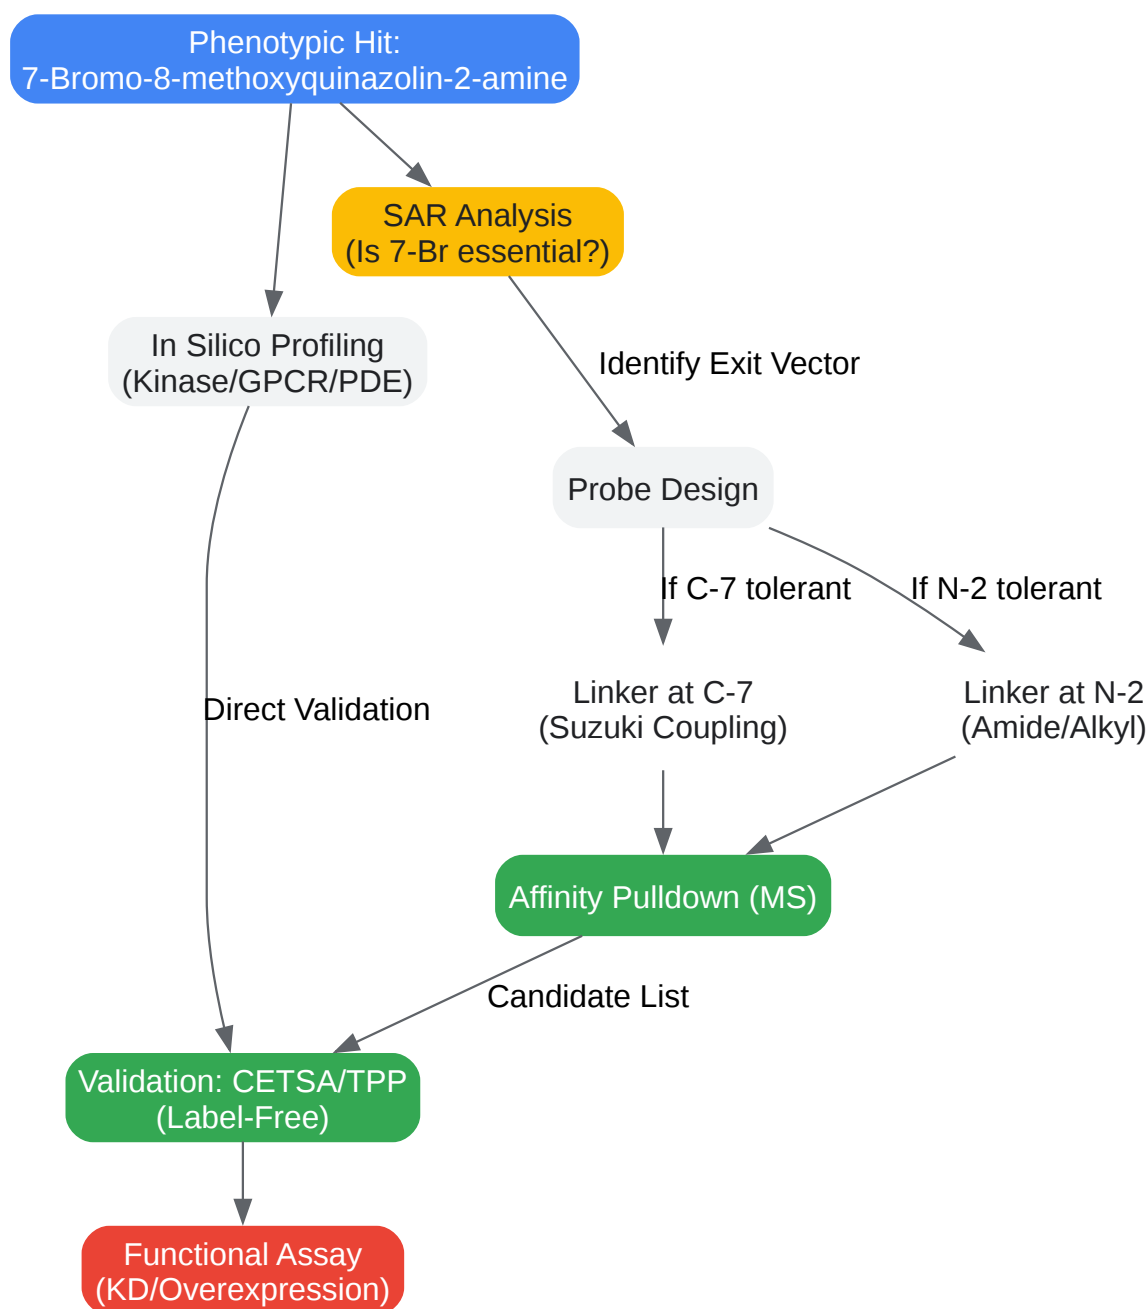 Phenotypic Hit:
7-Bromo-8-methoxyquinazolin-2-amine
SAR Analysis
(Is 7-Br essential?)
In Silico Profiling
(Kinase/GPCR/PDE)
Identify Exit Vector
Probe Design
If C-7 tolerant
If N-2 tolerant
Linker at C-7
(Suzuki Coupling)
Linker at N-2
(Amide/Alkyl)
Direct Validation
Affinity Pulldown (MS)
Candidate List
Validation: CETSA/TPP
(Label-Free)
Functional Assay
(KD/Overexpression)